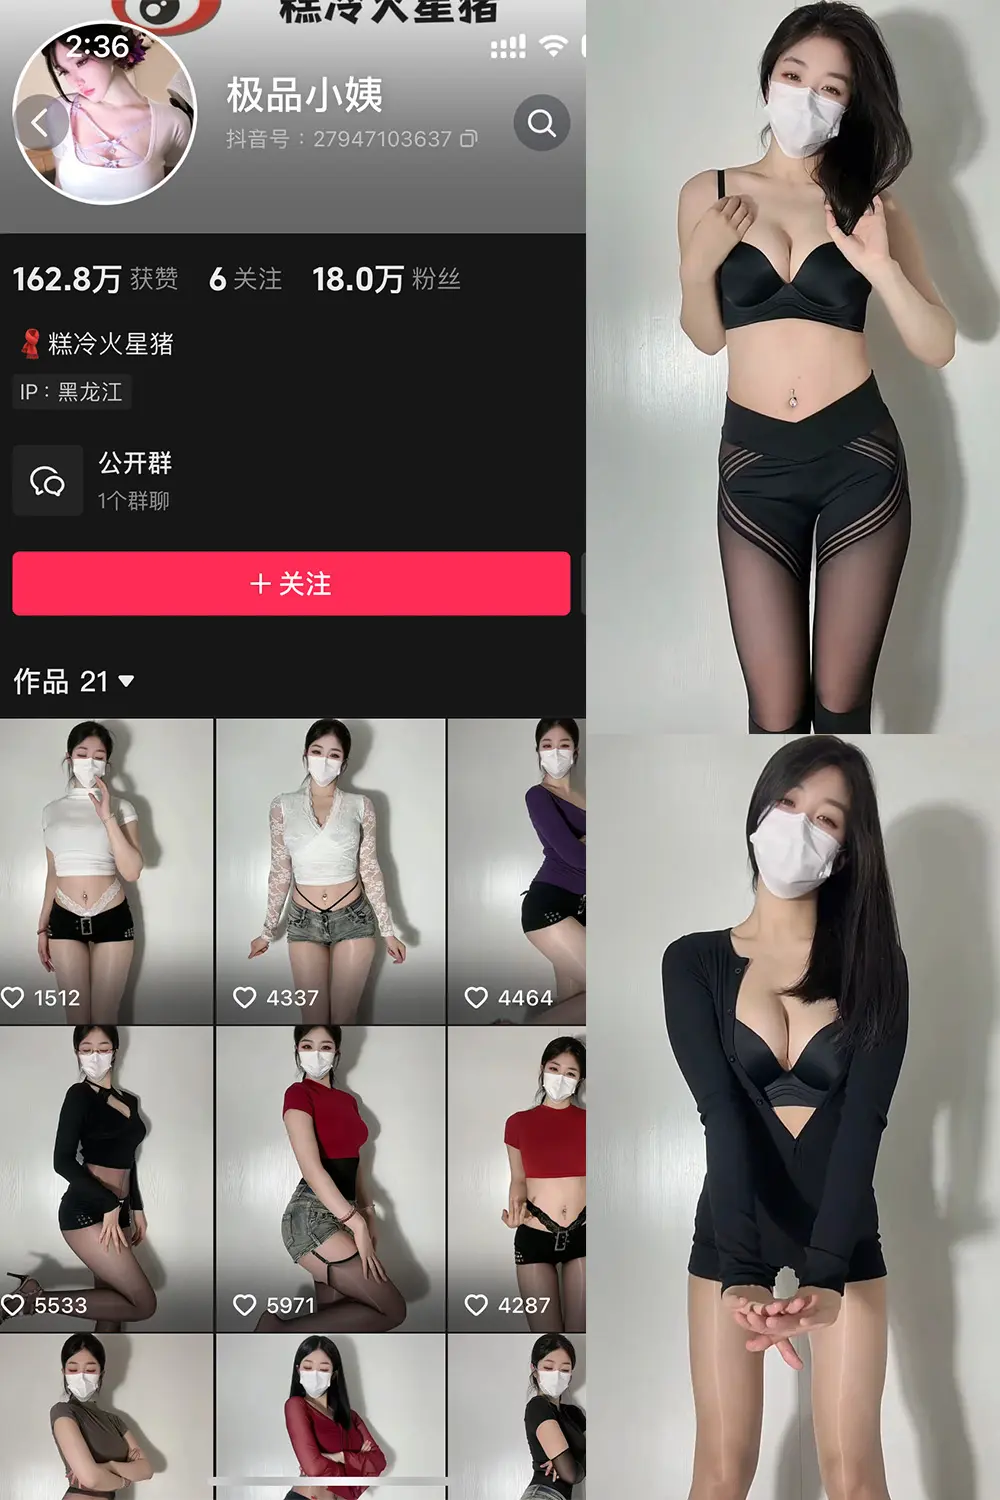 糕冷火星猪
2:36
极品小姨
抖音号：27947103637
162.8万 获赞 6 关注 18.0万 粉丝
糕冷火星猪
IP：黑龙江
公开群
1个群聊
＋关注
作品 21
1512
4337
4464
5533
5971
4287